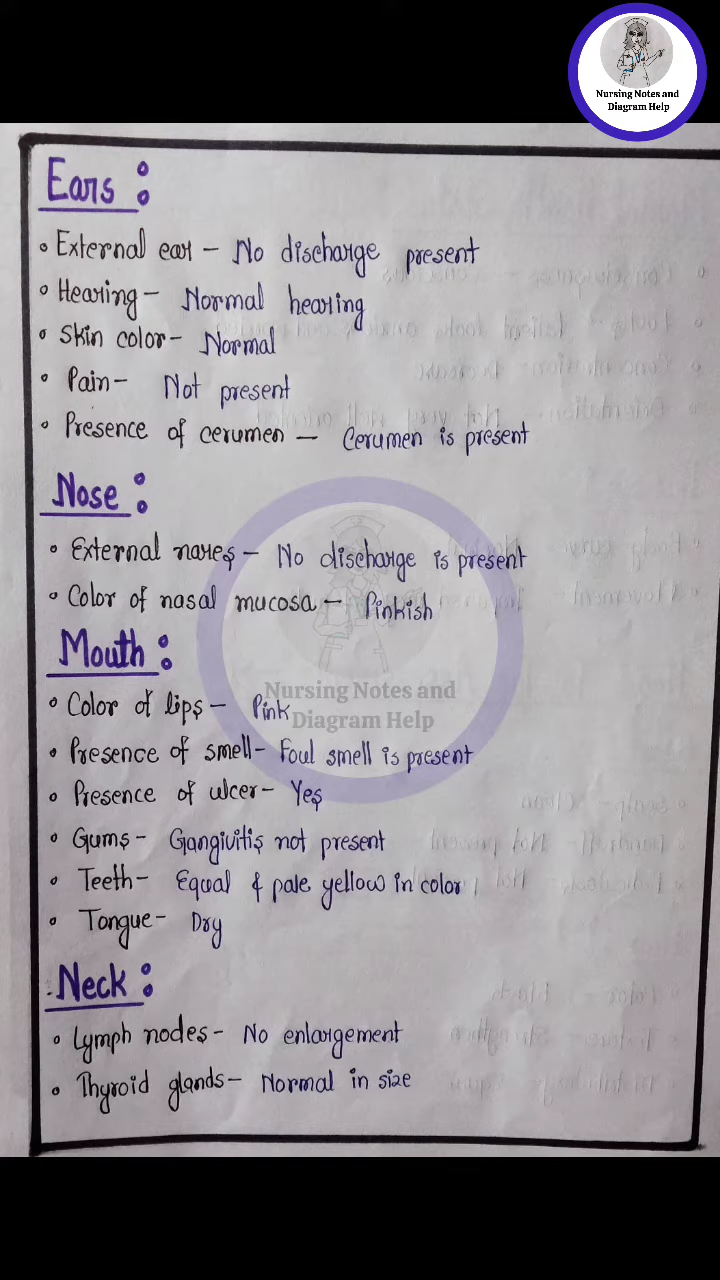 Nursing Notes and
Diagram Help
Ears :
• External ear – No discharge present
• Hearing – Normal hearing
• Skin color – Normal
• Pain – Not present
• Presence of cerumen – Cerumen is present
Nose :
• External nares – No discharge is present
• Color of nasal mucosa – Pinkish
Mouth :
• Color of lips – Pink
Nursing Notes and
Diagram Help
• Presence of smell – Foul smell is present
• Presence of ulcer – Yes
• Gums – Gangivitis not present
• Teeth – Equal & pale yellow in color
• Tongue – Dry
Neck :
• Lymph nodes – No enlargement
• Thyroid glands – Normal in size